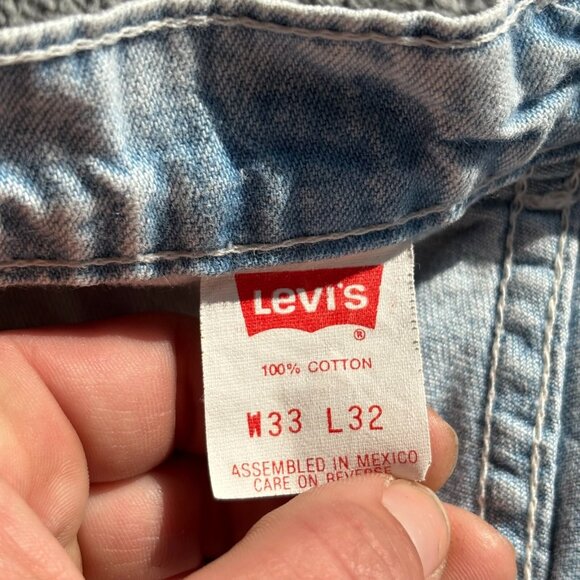 Levi's
®
100% COTTON
W33 L32
ASSEMBLED IN MEXICO
CARE ON REVERSE